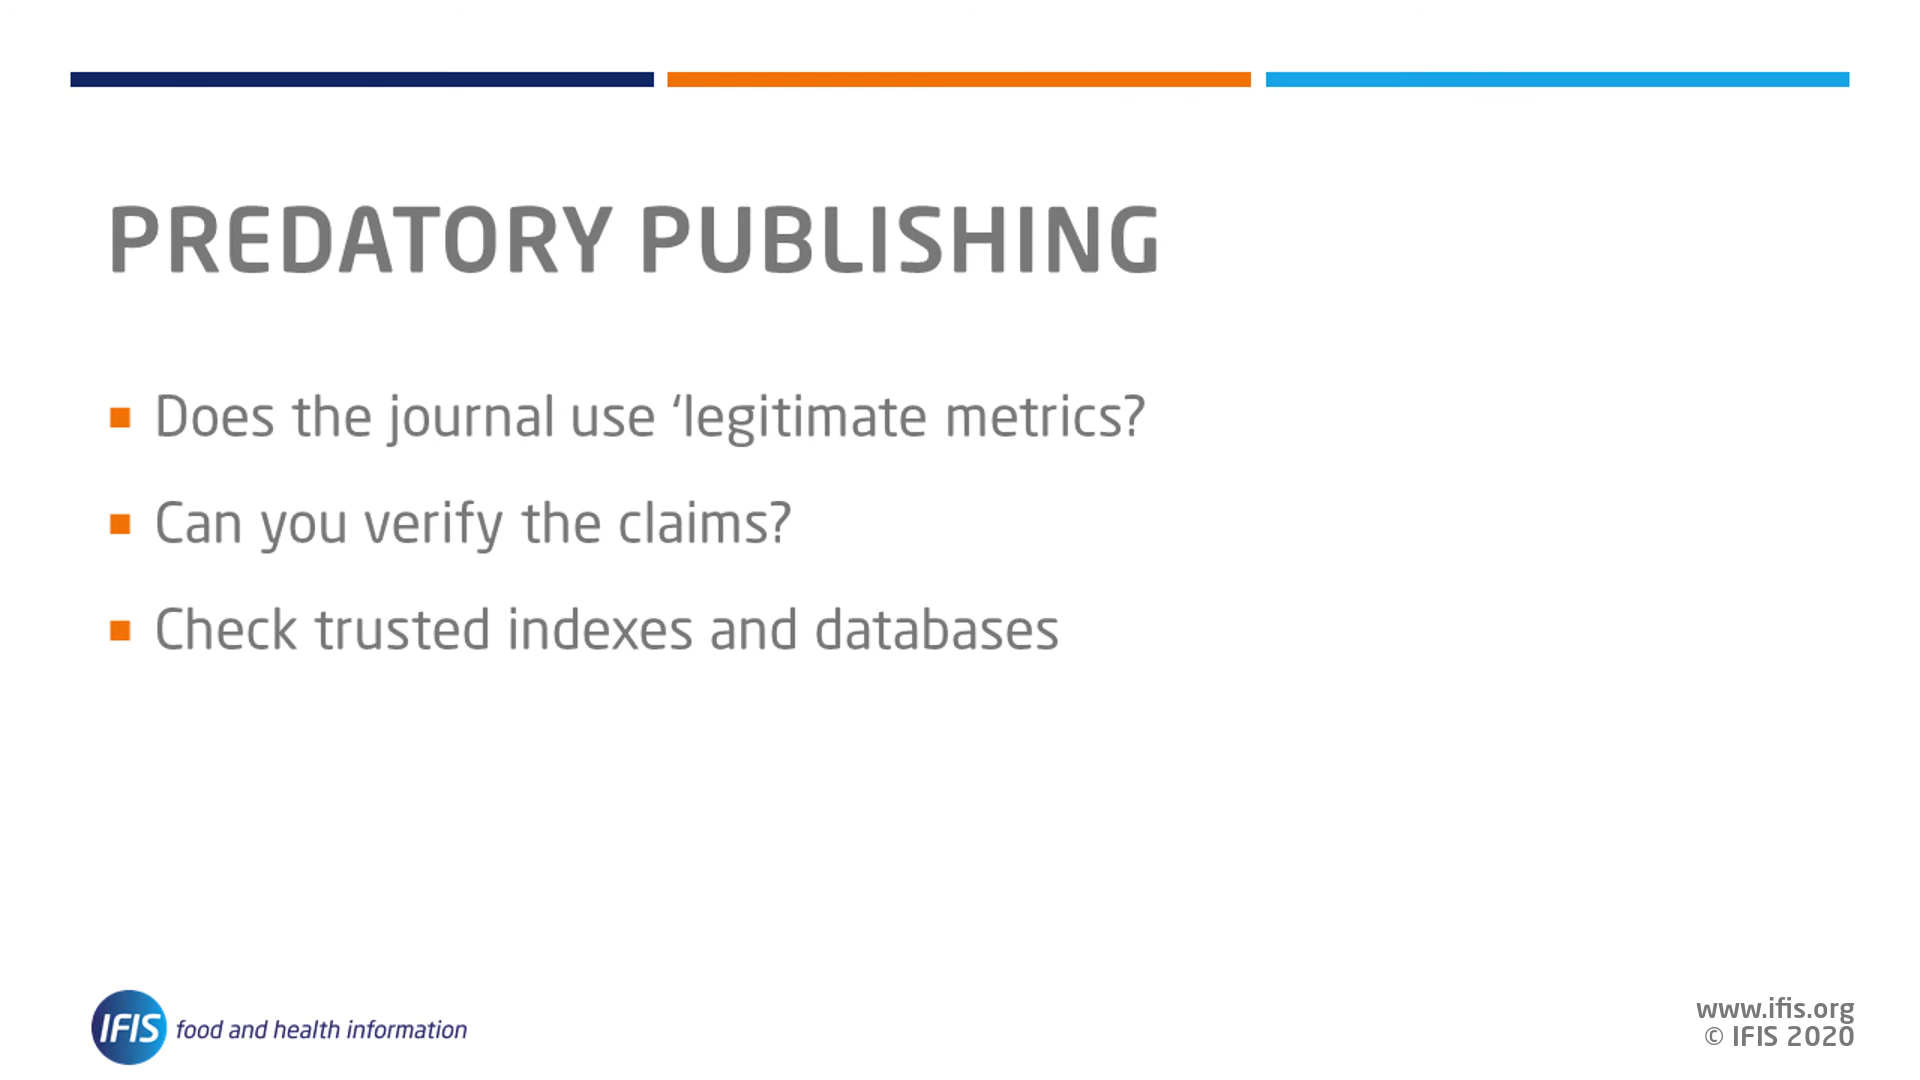 PREDATORY PUBLISHING
Does the journal use ‘legitimate metrics?
Can you verify the claims?
Check trusted indexes and databases
IFIS food and health information
www.ifis.org
© IFIS 2020